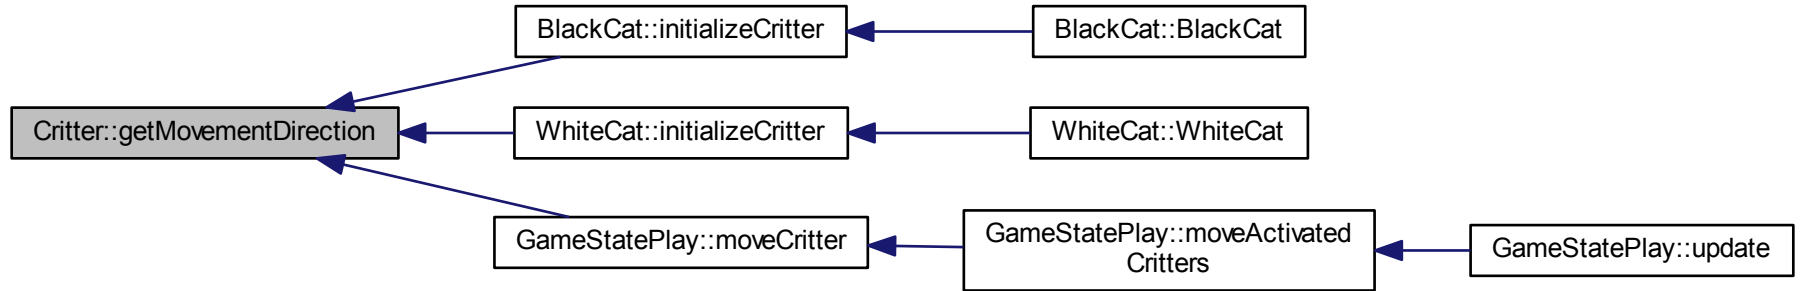 BlackCat::initializeCritter
BlackCat::BlackCat
Critter::getMovementDirection
WhiteCat::initializeCritter
WhiteCat::WhiteCat
GameStatePlay::moveCritter
GameStatePlay::moveActivated
Critters
GameStatePlay::update